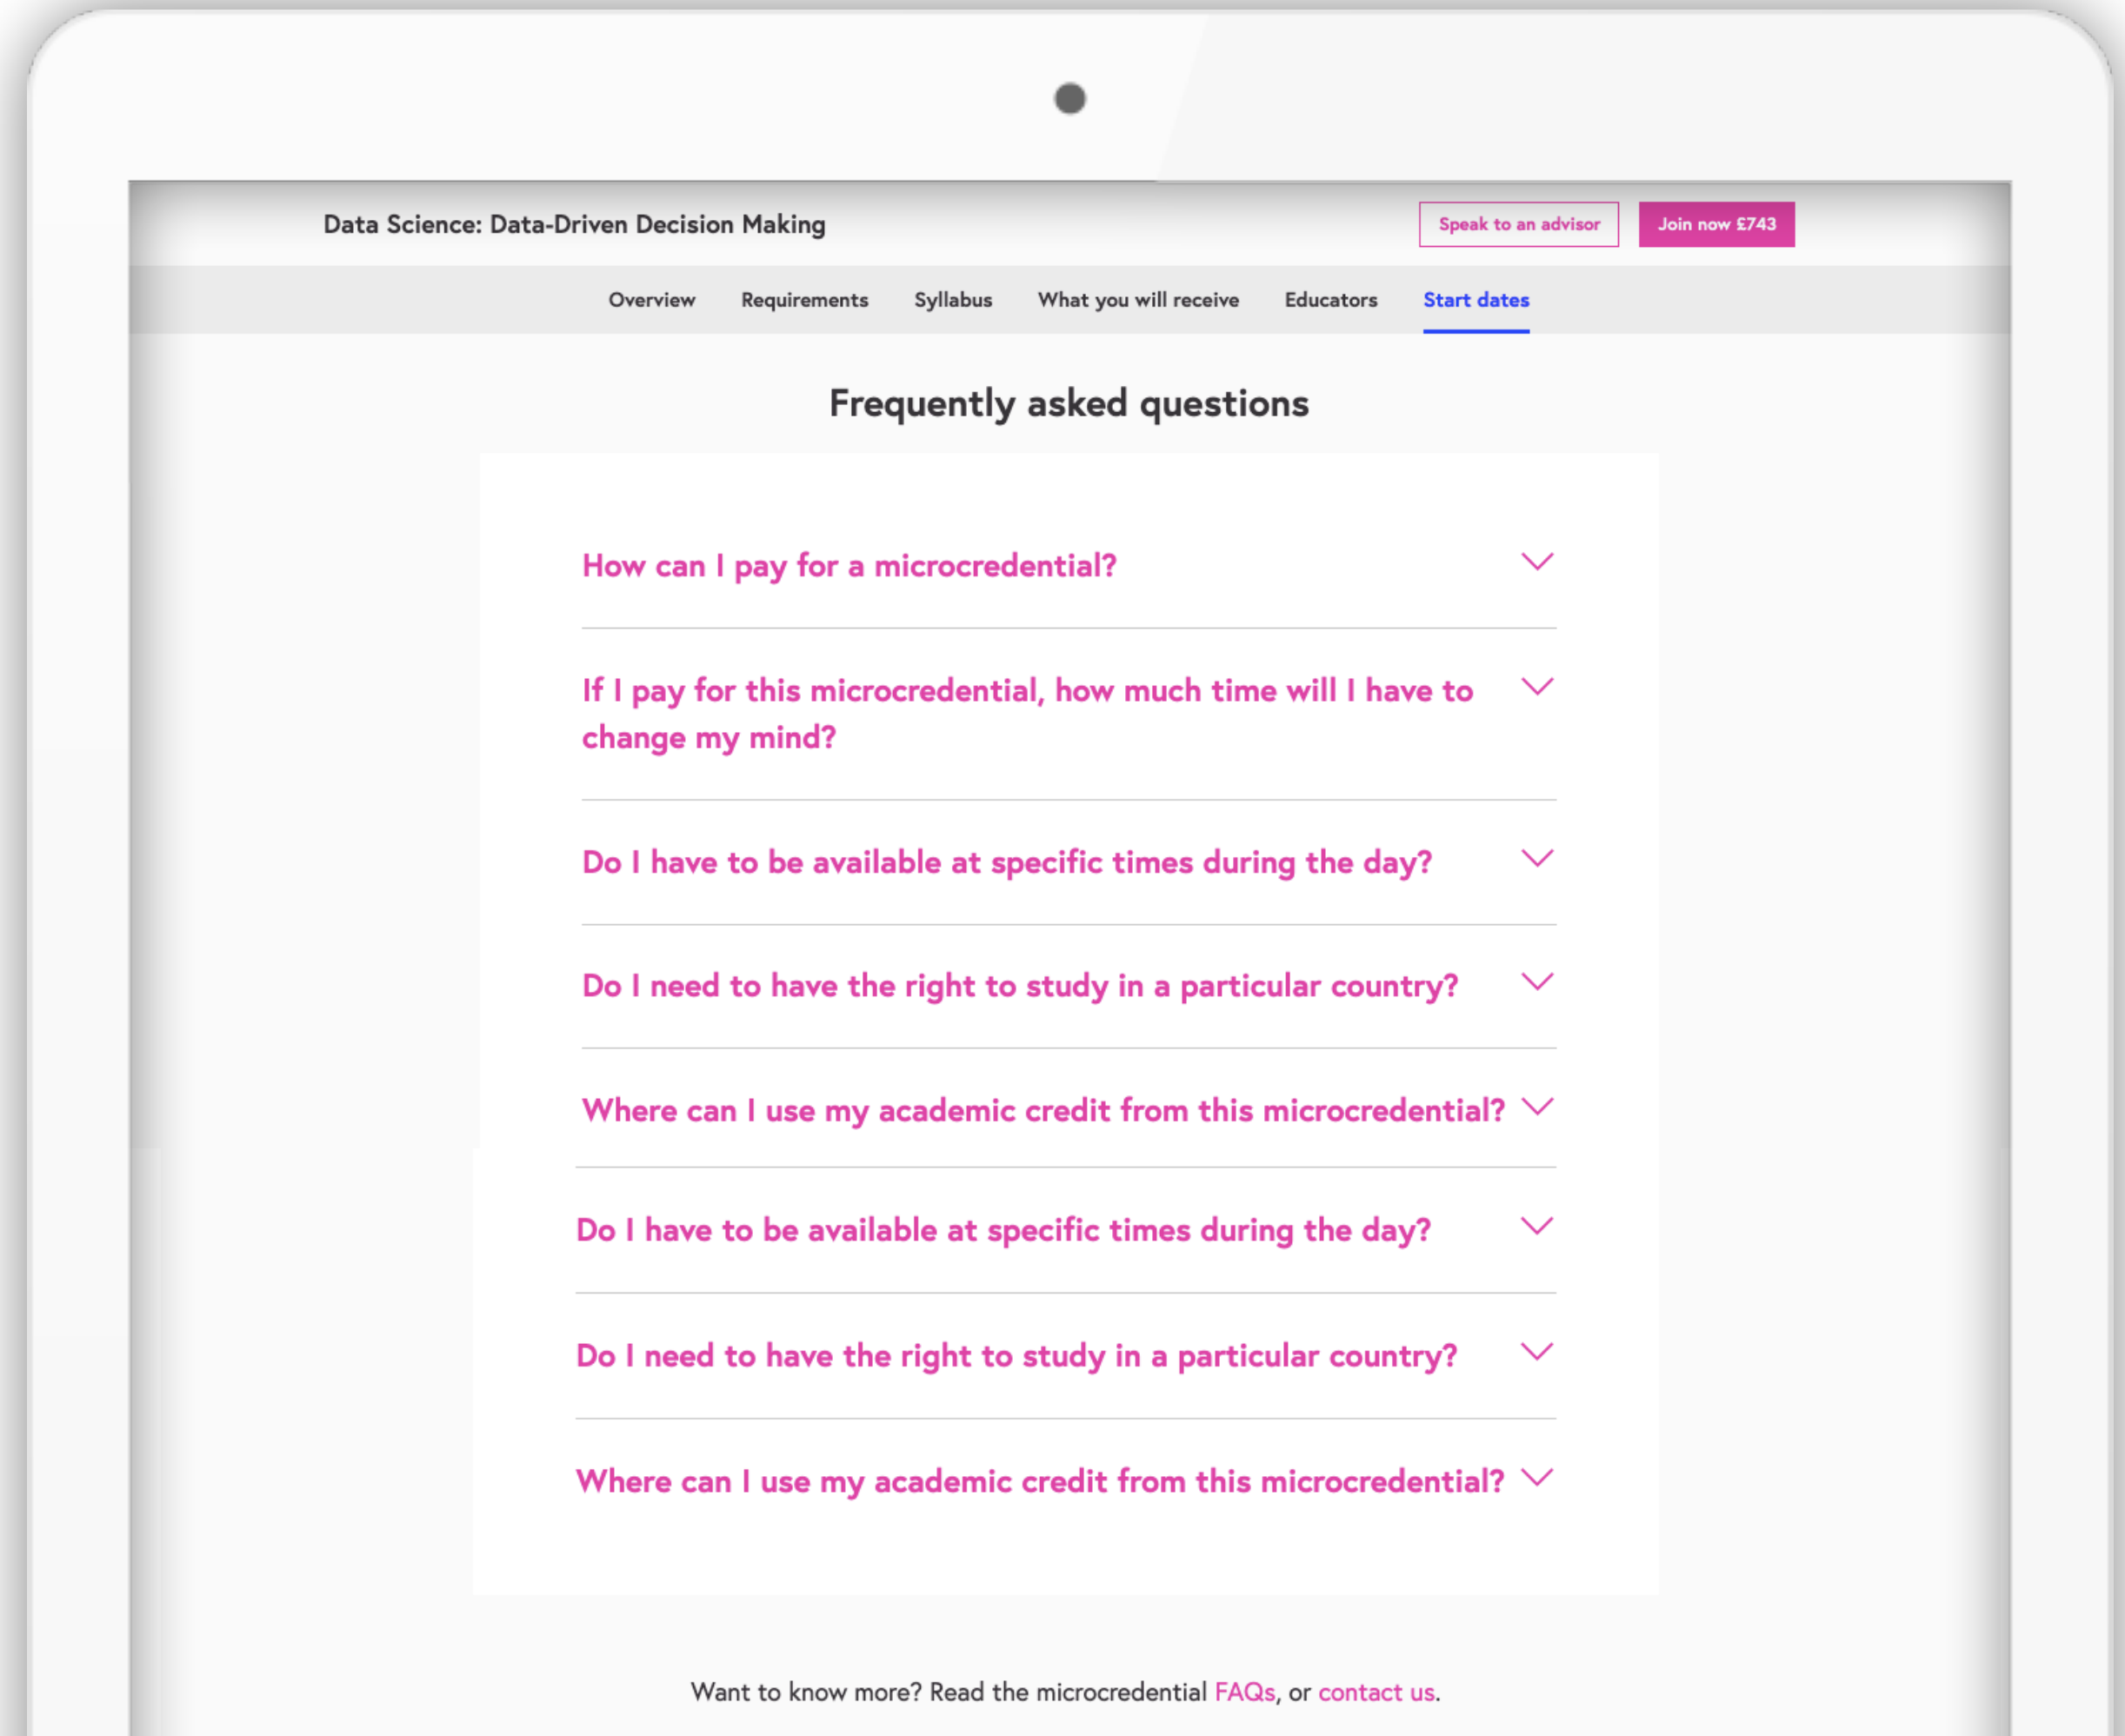 Data Science: Data-Driven Decision Making
Speak to an advisor
Join now £743
Overview Requirements Syllabus What you will receive Educators Start dates
Frequently asked questions
How can I pay for a microcredential?
If I pay for this microcredential, how much time will I have to
change my mind?
Do I have to be available at specific times during the day?
Do I need to have the right to study in a particular country?
Where can I use my academic credit from this microcredential?
Do I have to be available at specific times during the day?
Do I need to have the right to study in a particular country?
Where can I use my academic credit from this microcredential?
Want to know more? Read the microcredential FAQs, or contact us.